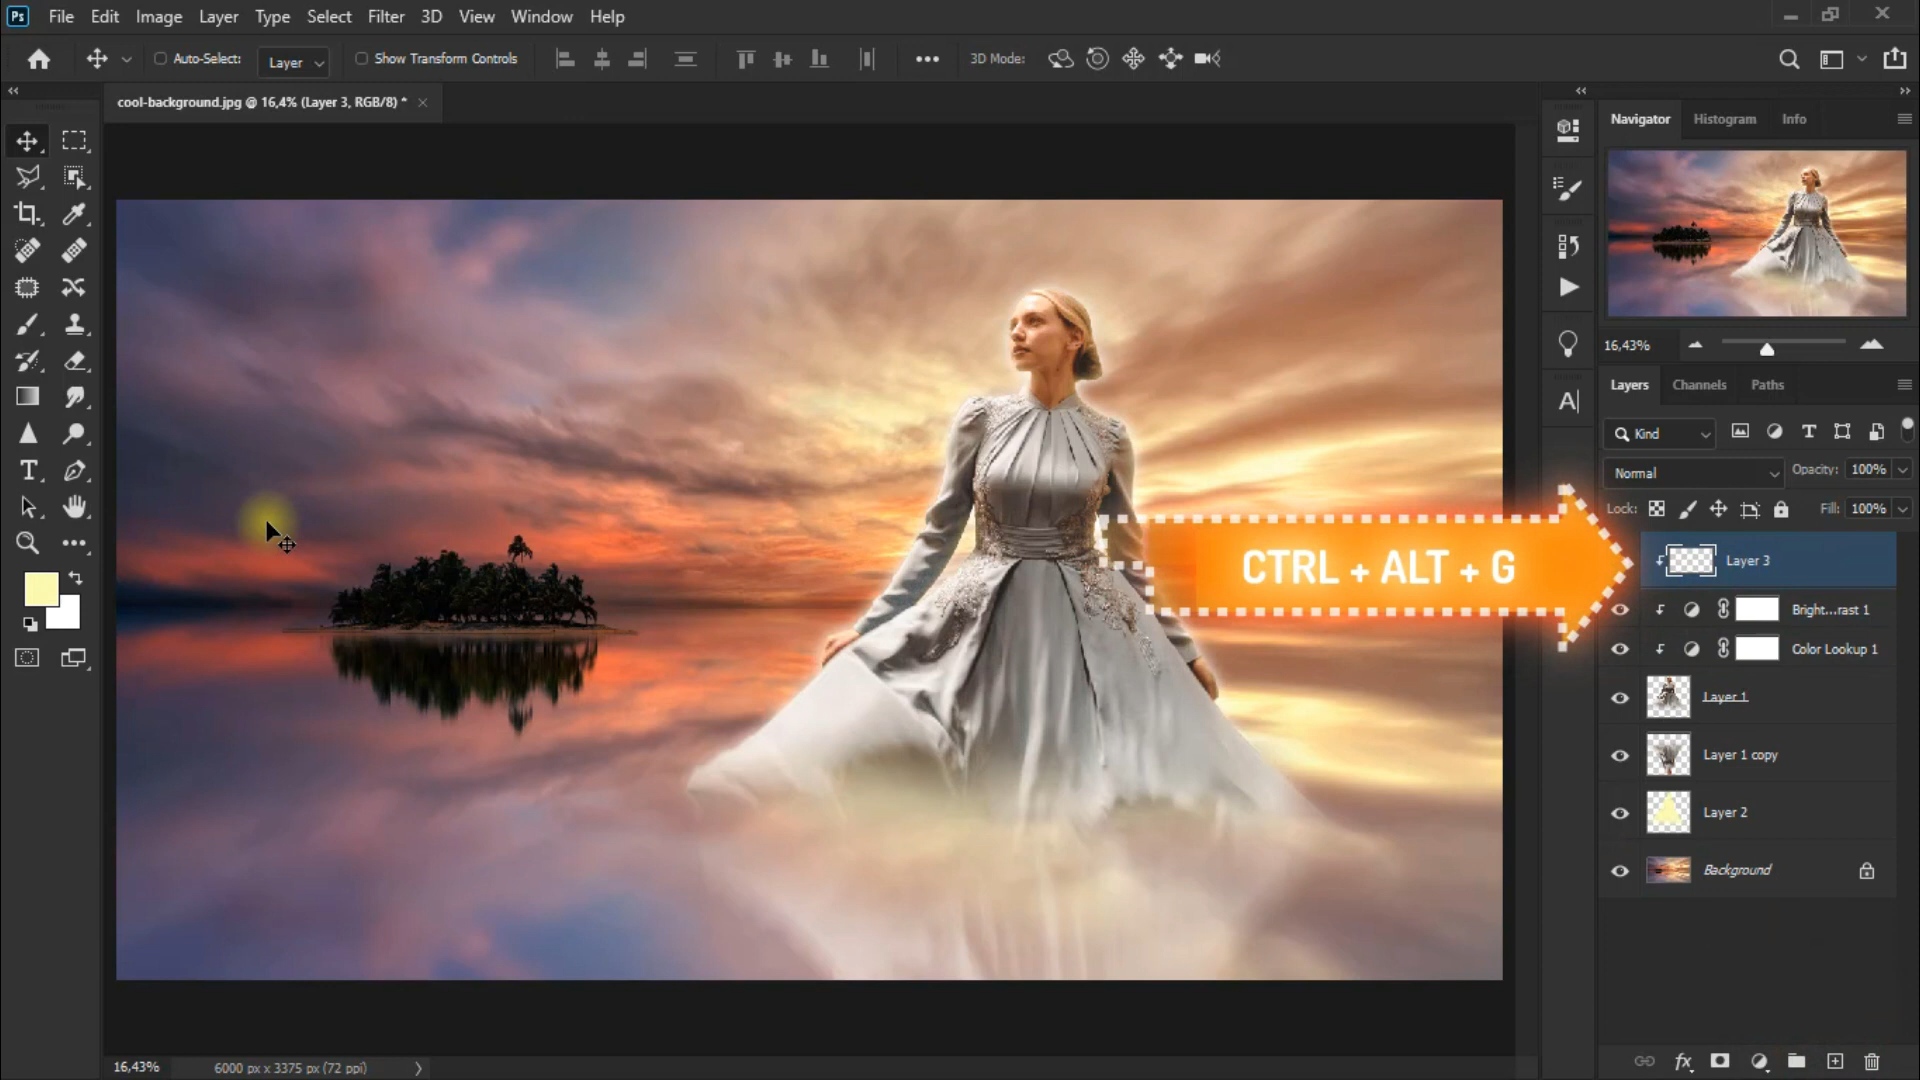 Ps File Edit Image Layer Type Select Filter 3D View Window Help
Auto-Select: Layer Show Transform Controls 3D Mode:
cool-background.jpg @ 16,4% (Layer 3, RGB/8) *
Navigator Histogram Info
16,43%
Layers Channels Paths
Kind
Normal Opacity: 100%
Lock: Fill: 100%
CTRL + ALT + G
Layer 3
Bright...rast 1
Color Lookup 1
Layer 1
Layer 1 copy
Layer 2
Background
fx
16,43% 6000 px x 3375 px (72 ppi)